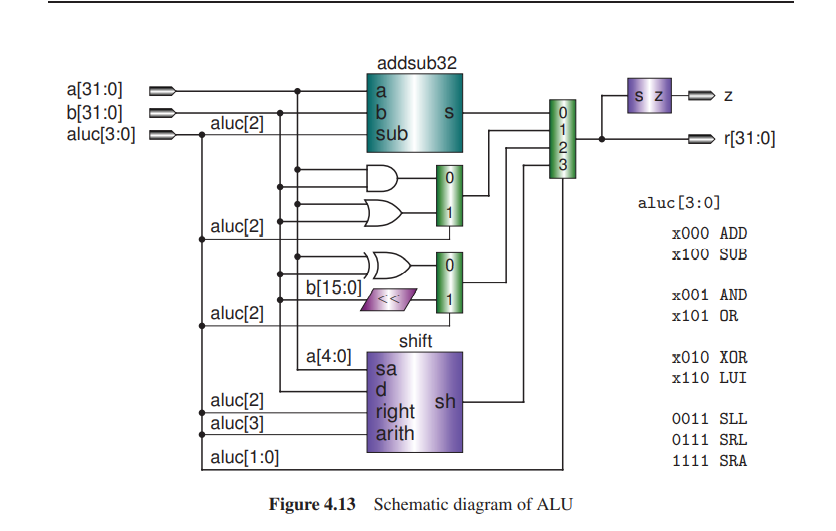 addsub32
a[31:0]
b[31:0]
aluc[3:0]
aluc[2]
a
b
sub
s
0
1
2
3
s z
z
r[31:0]
0
1
aluc[2]
0
1
b[15:0]
<<
aluc[2]
shift
a[4:0]
sa
d
right
arith
sh
aluc[2]
aluc[3]
aluc[1:0]
aluc[3:0]
x000 ADD
x100 SUB
x001 AND
x101 OR
x010 XOR
x110 LUI
0011 SLL
0111 SRL
1111 SRA
Figure 4.13 Schematic diagram of ALU